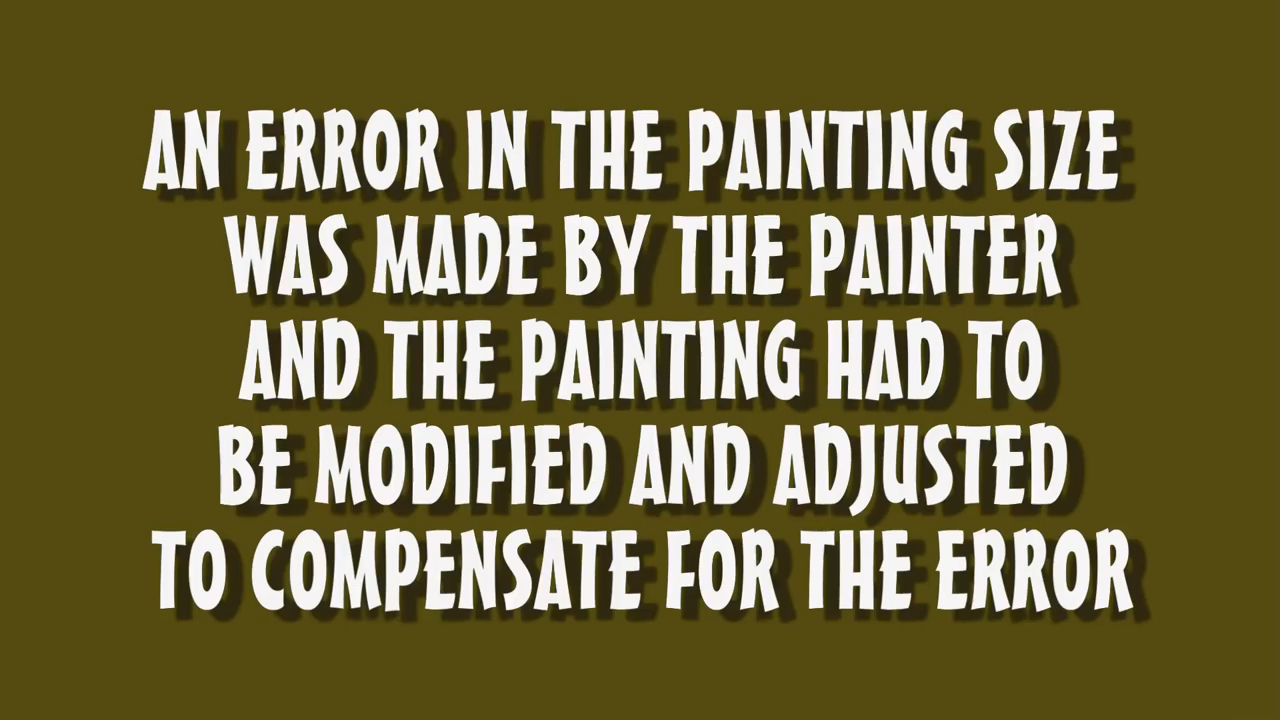 AN ERROR IN THE PAINTING SIZE
WAS MADE BY THE PAINTER
AND THE PAINTING HAD TO
BE MODIFIED AND ADJUSTED
TO COMPENSATE FOR THE ERROR